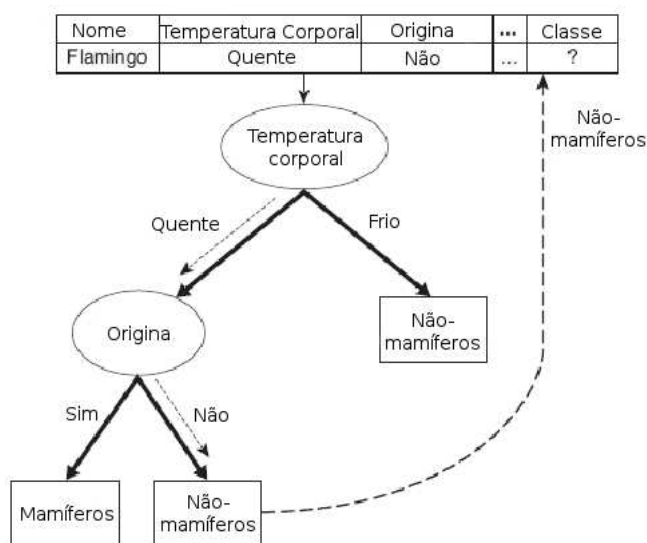 Nome Temperatura Corporal Origina ... Classe
Flamingo Quente Não ... ?
Não-
mamíferos
Temperatura
corporal
Quente
Frio
Origina
Não-
mamíferos
Sim
Não
Mamíferos
Não-
mamíferos